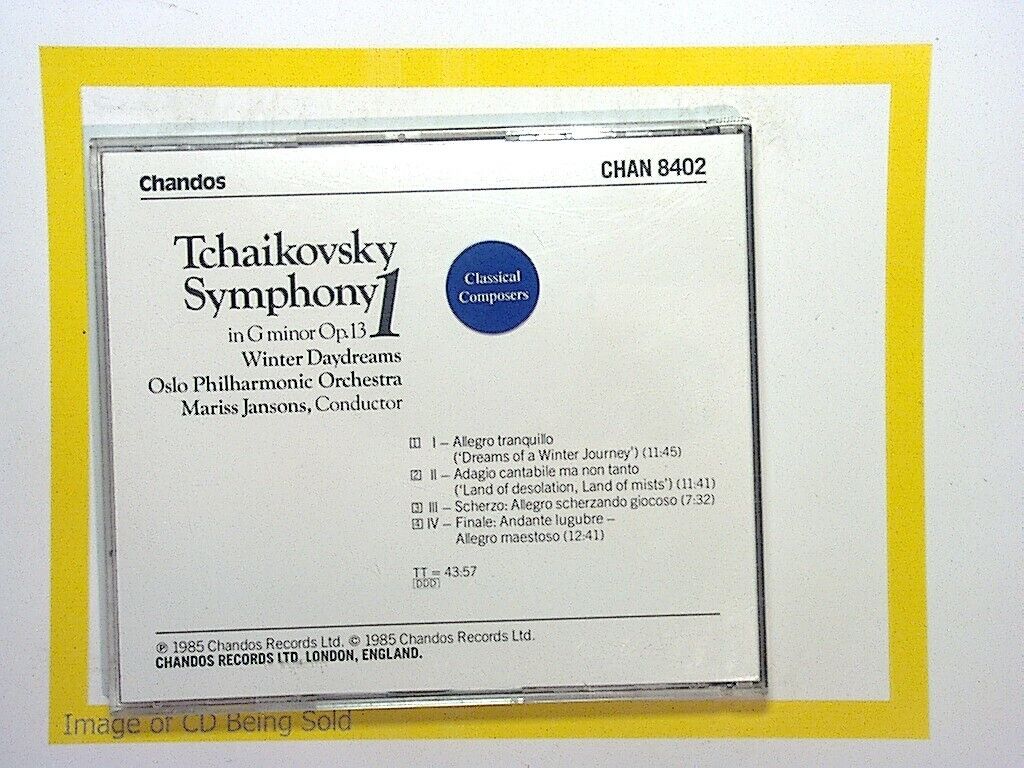 Chandos
CHAN 8402
Tchaikovsky
Symphony 1
in G minor Op.13
Winter Daydreams
Oslo Philharmonic Orchestra
Mariss Jansons, Conductor
Classical
Composers
1 I – Allegro tranquillo
(‘Dreams of a Winter Journey’) (11:45)
2 II – Adagio cantabile ma non tanto
(‘Land of desolation, Land of mists’) (11:41)
3 III – Scherzo: Allegro scherzando giocoso (7:32)
4 IV – Finale: Andante lugubre –
Allegro maestoso (12:41)
TT = 43:57
DDD
℗ 1985 Chandos Records Ltd. © 1985 Chandos Records Ltd.
CHANDOS RECORDS LTD, LONDON, ENGLAND.
Image of CD Being Sold